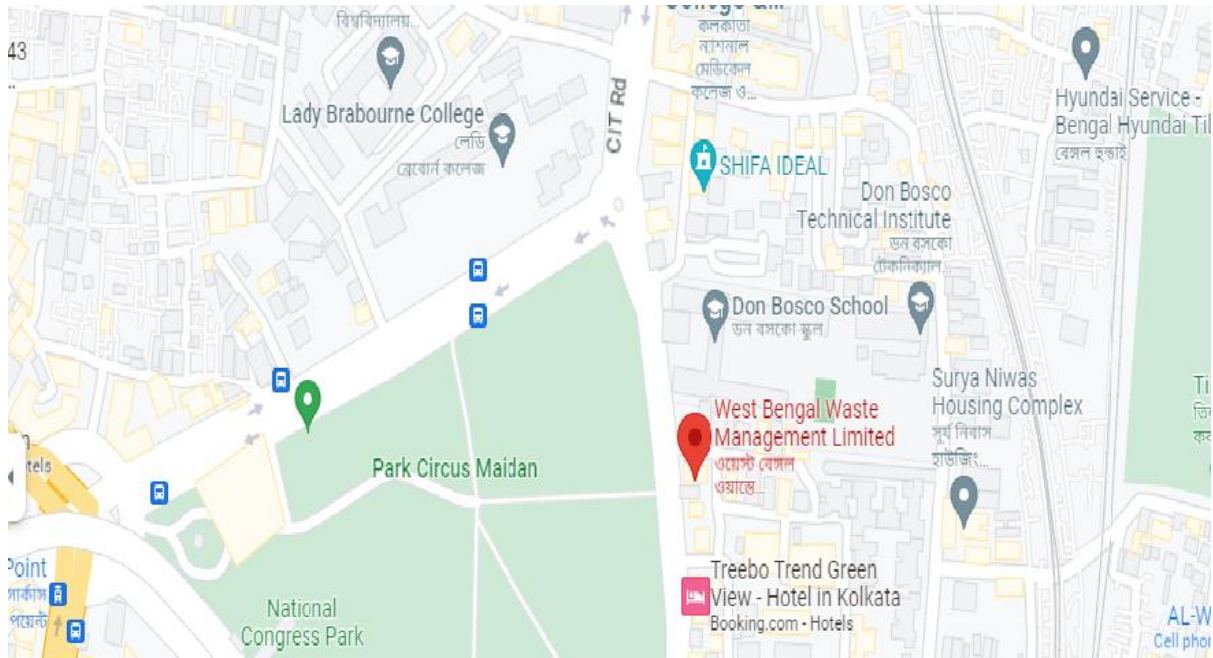 বিশ্ববিদ্যালয়...
43
...
Lady Brabourne College
লেডি
ব্রেবোর্ন কলেজ
CIT Rd
College &...
কলকাতা
ন্যাশনাল
মেডিকেল
কলেজ ও...
Hyundai Service -
Bengal Hyundai Til
বেঙ্গল হুন্ডাই
SHIFA IDEAL
Don Bosco
Technical Institute
ডন বসকো
টেকনিক্যাল...
Don Bosco School
ডন বসকো স্কুল
Surya Niwas
Housing Complex
সূর্য নিবাস
হাউজিং...
West Bengal Waste
Management Limited
ওয়েস্ট বেঙ্গল
ওয়াস্তে...
Park Circus Maidan
tels
Point
সার্কাস
পয়েন্ট
National
Congress Park
Treebo Trend Green
View - Hotel in Kolkata
Booking.com - Hotels
AL-W
Cell phor